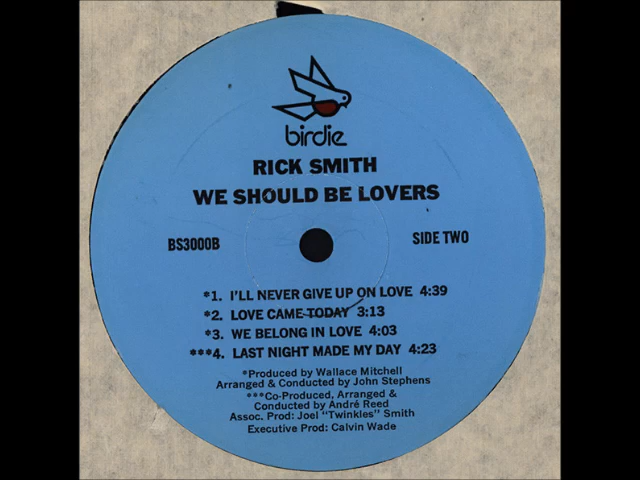 birdie
RICK SMITH
WE SHOULD BE LOVERS
BS3000B
SIDE TWO
*1. I'LL NEVER GIVE UP ON LOVE 4:39
*2. LOVE CAME TODAY 3:13
*3. WE BELONG IN LOVE 4:03
***4. LAST NIGHT MADE MY DAY 4:23
*Produced by Wallace Mitchell
Arranged & Conducted by John Stephens
***Co-Produced, Arranged &
Conducted by André Reed
Assoc. Prod: Joel "Twinkles" Smith
Executive Prod: Calvin Wade